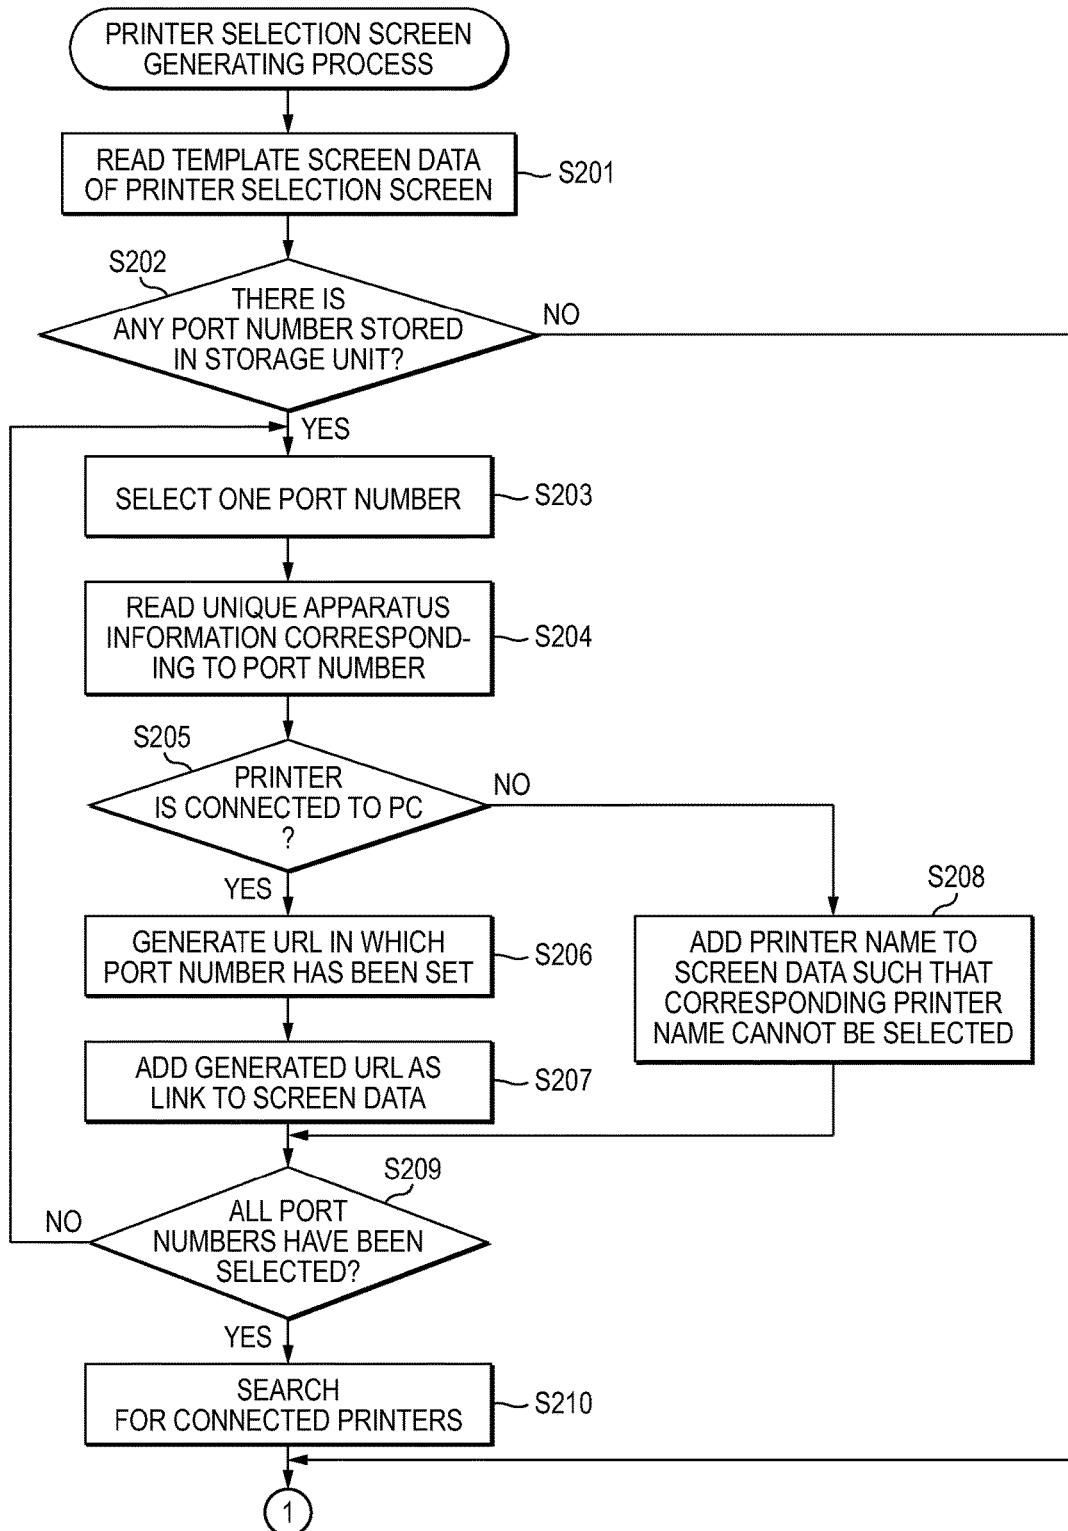 PRINTER SELECTION SCREEN
GENERATING PROCESS
READ TEMPLATE SCREEN DATA
OF PRINTER SELECTION SCREEN
S201
S202
THERE IS
ANY PORT NUMBER STORED
IN STORAGE UNIT?
NO
YES
SELECT ONE PORT NUMBER
S203
READ UNIQUE APPARATUS
INFORMATION CORRESPOND-
ING TO PORT NUMBER
S204
S205
PRINTER
IS CONNECTED TO PC
?
NO
YES
S208
GENERATE URL IN WHICH
PORT NUMBER HAS BEEN SET
S206
ADD PRINTER NAME TO
SCREEN DATA SUCH THAT
CORRESPONDING PRINTER
NAME CANNOT BE SELECTED
ADD GENERATED URL AS
LINK TO SCREEN DATA
S207
S209
ALL PORT
NUMBERS HAVE BEEN
SELECTED?
NO
YES
SEARCH
FOR CONNECTED PRINTERS
S210
1